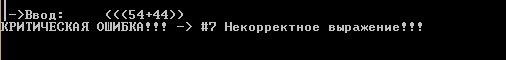 ->Ввод:     (((54+44))
КРИТИЧЕСКАЯ ОШИБКА!!! -> #7 Некорректное выражение!!!